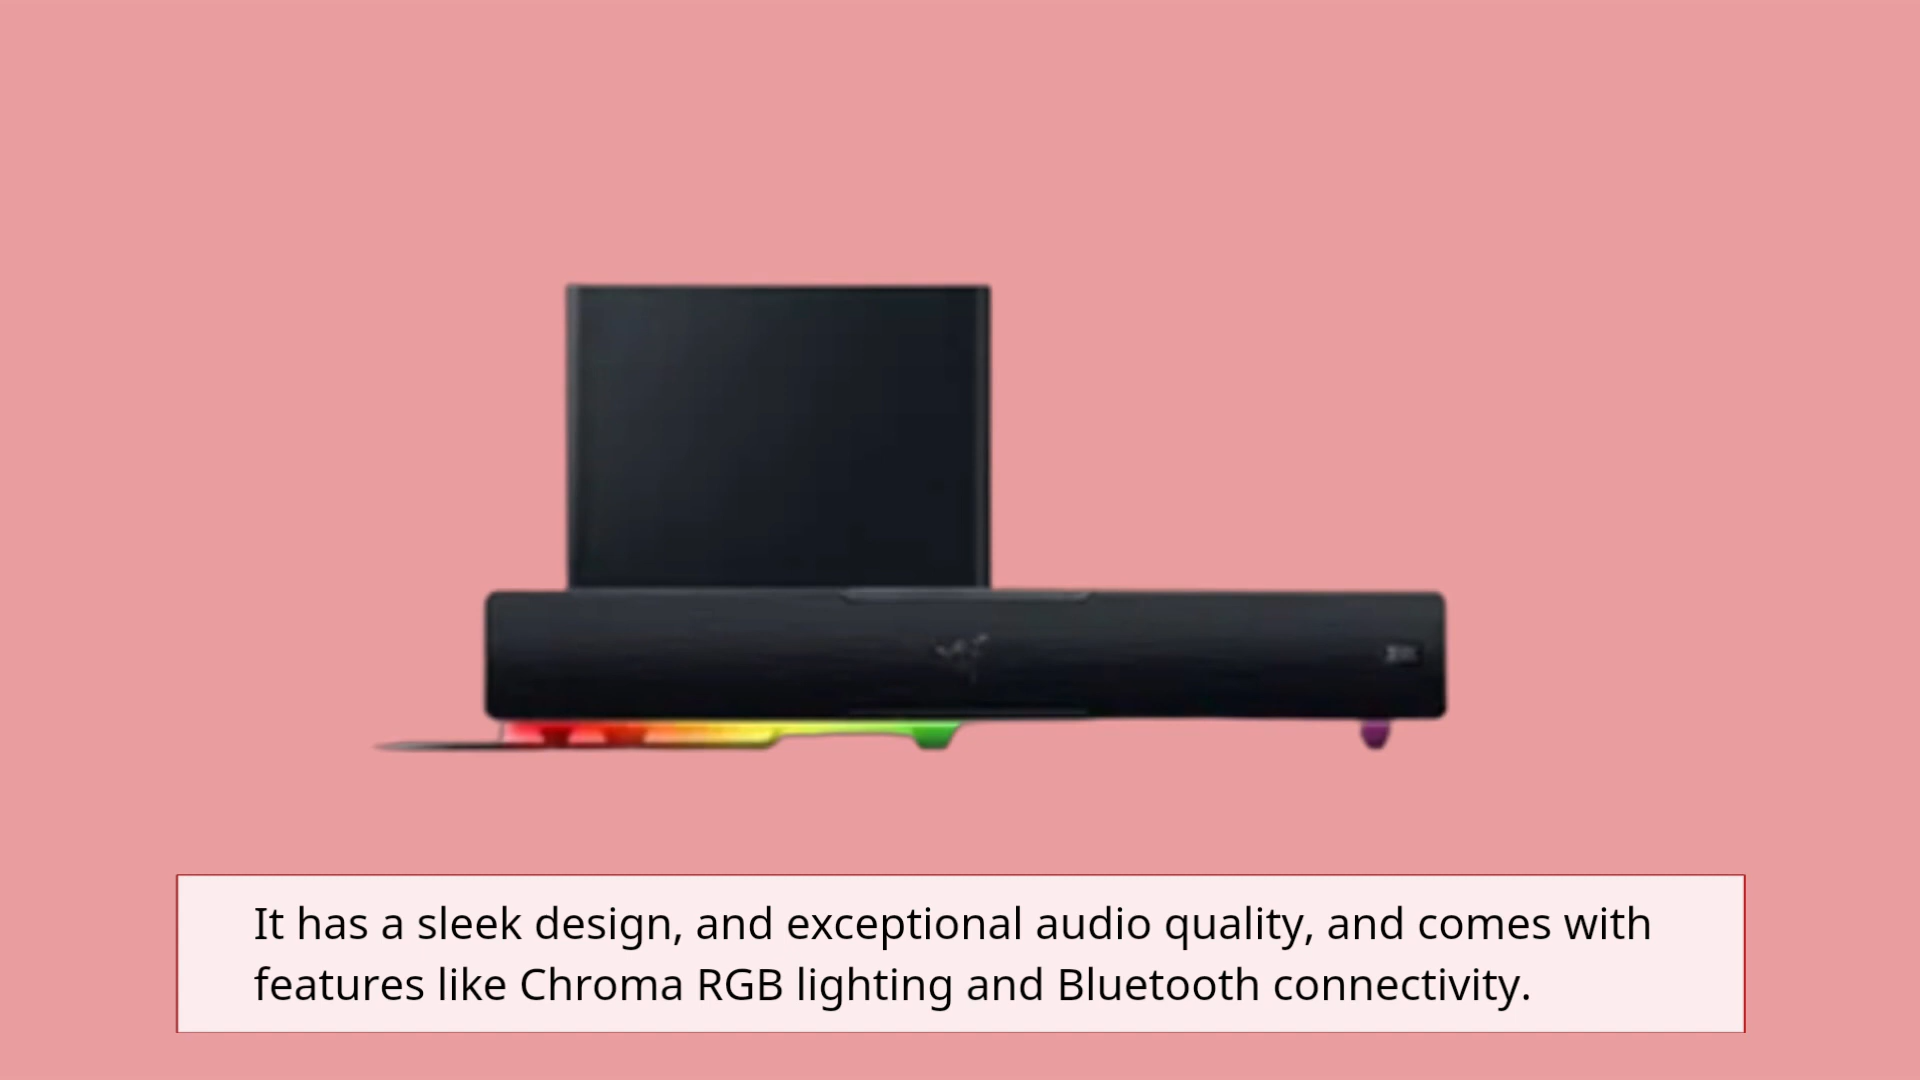 It has a sleek design, and exceptional audio quality, and comes with
features like Chroma RGB lighting and Bluetooth connectivity.